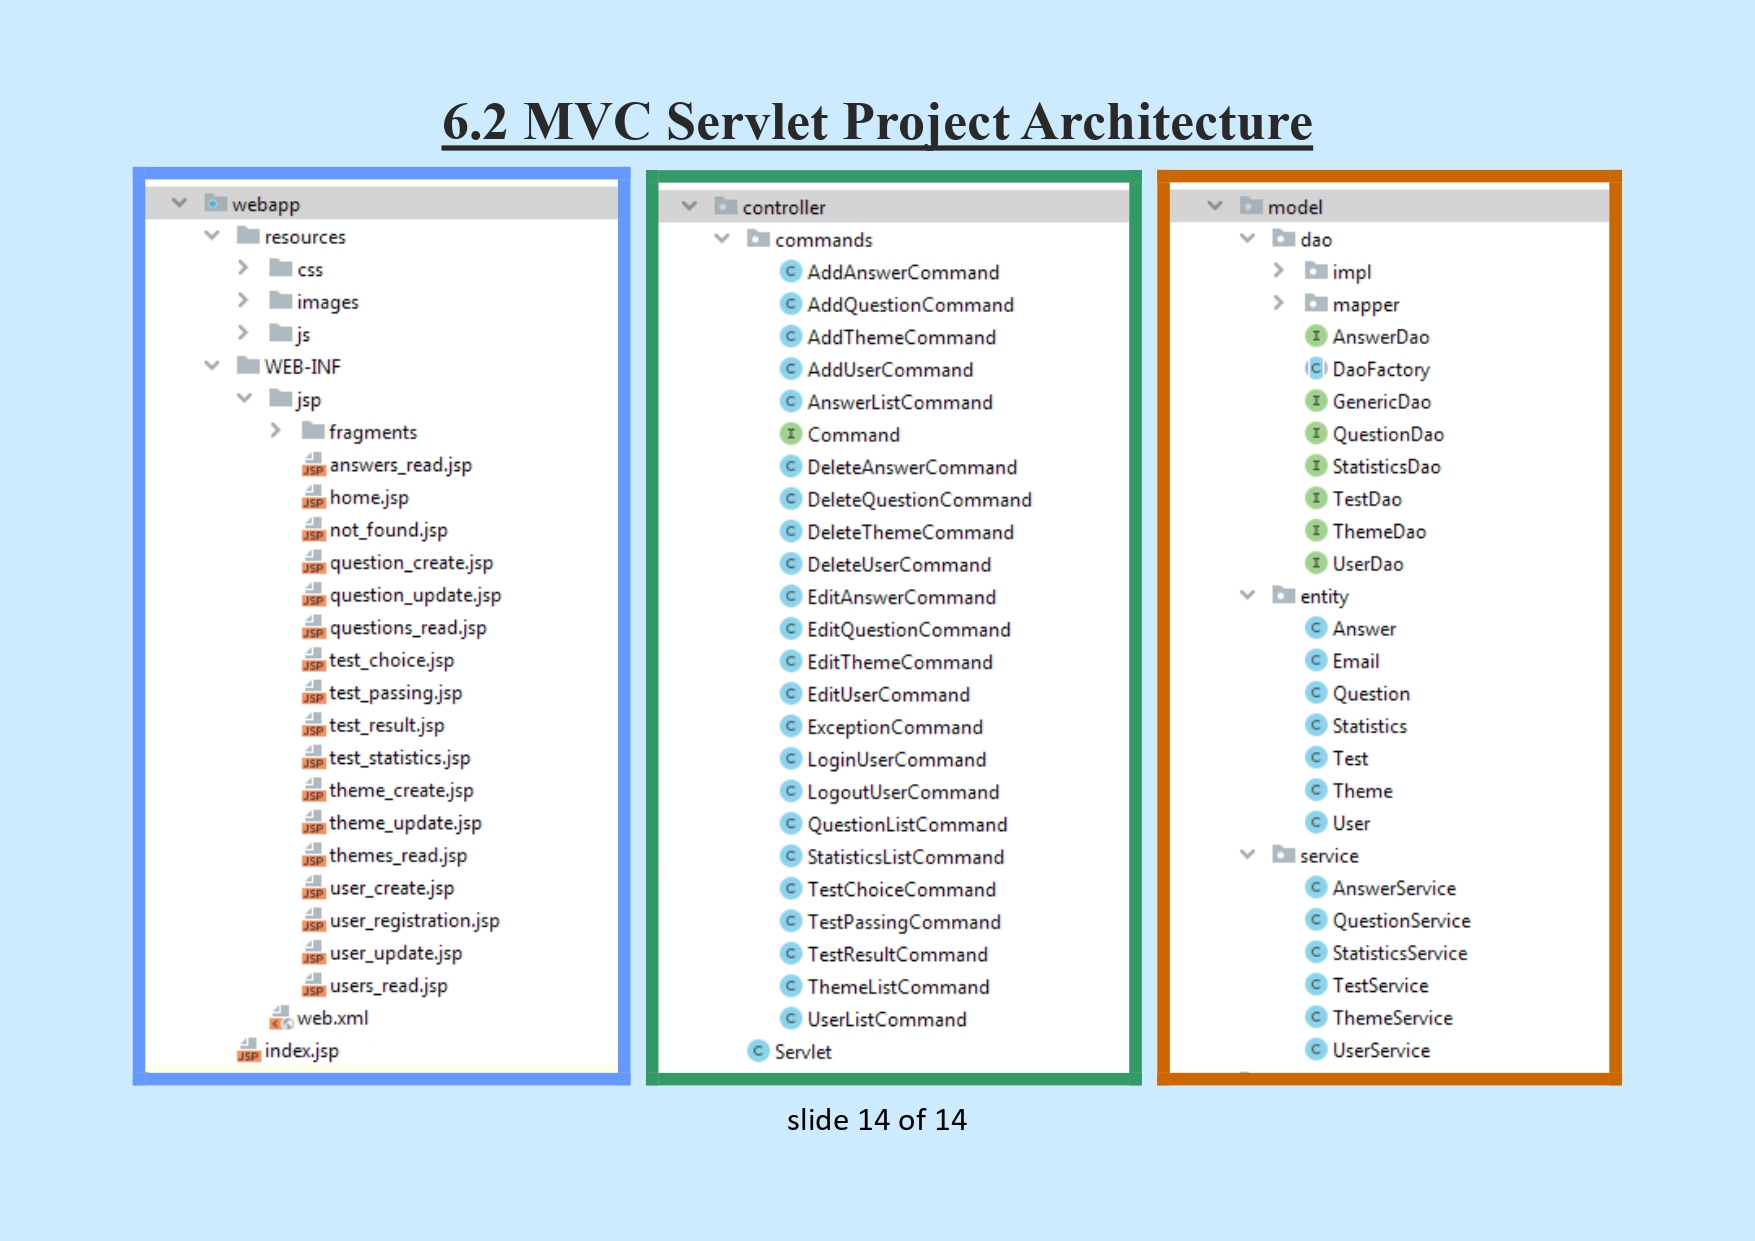 6.2 MVC Servlet Project Architecture
webapp
resources
css
images
js
WEB-INF
jsp
fragments
answers_read.jsp
home.jsp
not_found.jsp
question_create.jsp
question_update.jsp
questions_read.jsp
test_choice.jsp
test_passing.jsp
test_result.jsp
test_statistics.jsp
theme_create.jsp
theme_update.jsp
themes_read.jsp
user_create.jsp
user_registration.jsp
user_update.jsp
users_read.jsp
web.xml
index.jsp
controller
commands
AddAnswerCommand
AddQuestionCommand
AddThemeCommand
AddUserCommand
AnswerListCommand
Command
DeleteAnswerCommand
DeleteQuestionCommand
DeleteThemeCommand
DeleteUserCommand
EditAnswerCommand
EditQuestionCommand
EditThemeCommand
EditUserCommand
ExceptionCommand
LoginUserCommand
LogoutUserCommand
QuestionListCommand
StatisticsListCommand
TestChoiceCommand
TestPassingCommand
TestResultCommand
ThemeListCommand
UserListCommand
Servlet
model
dao
impl
mapper
AnswerDao
DaoFactory
GenericDao
QuestionDao
StatisticsDao
TestDao
ThemeDao
UserDao
entity
Answer
Email
Question
Statistics
Test
Theme
User
service
AnswerService
QuestionService
StatisticsService
TestService
ThemeService
UserService
slide 14 of 14